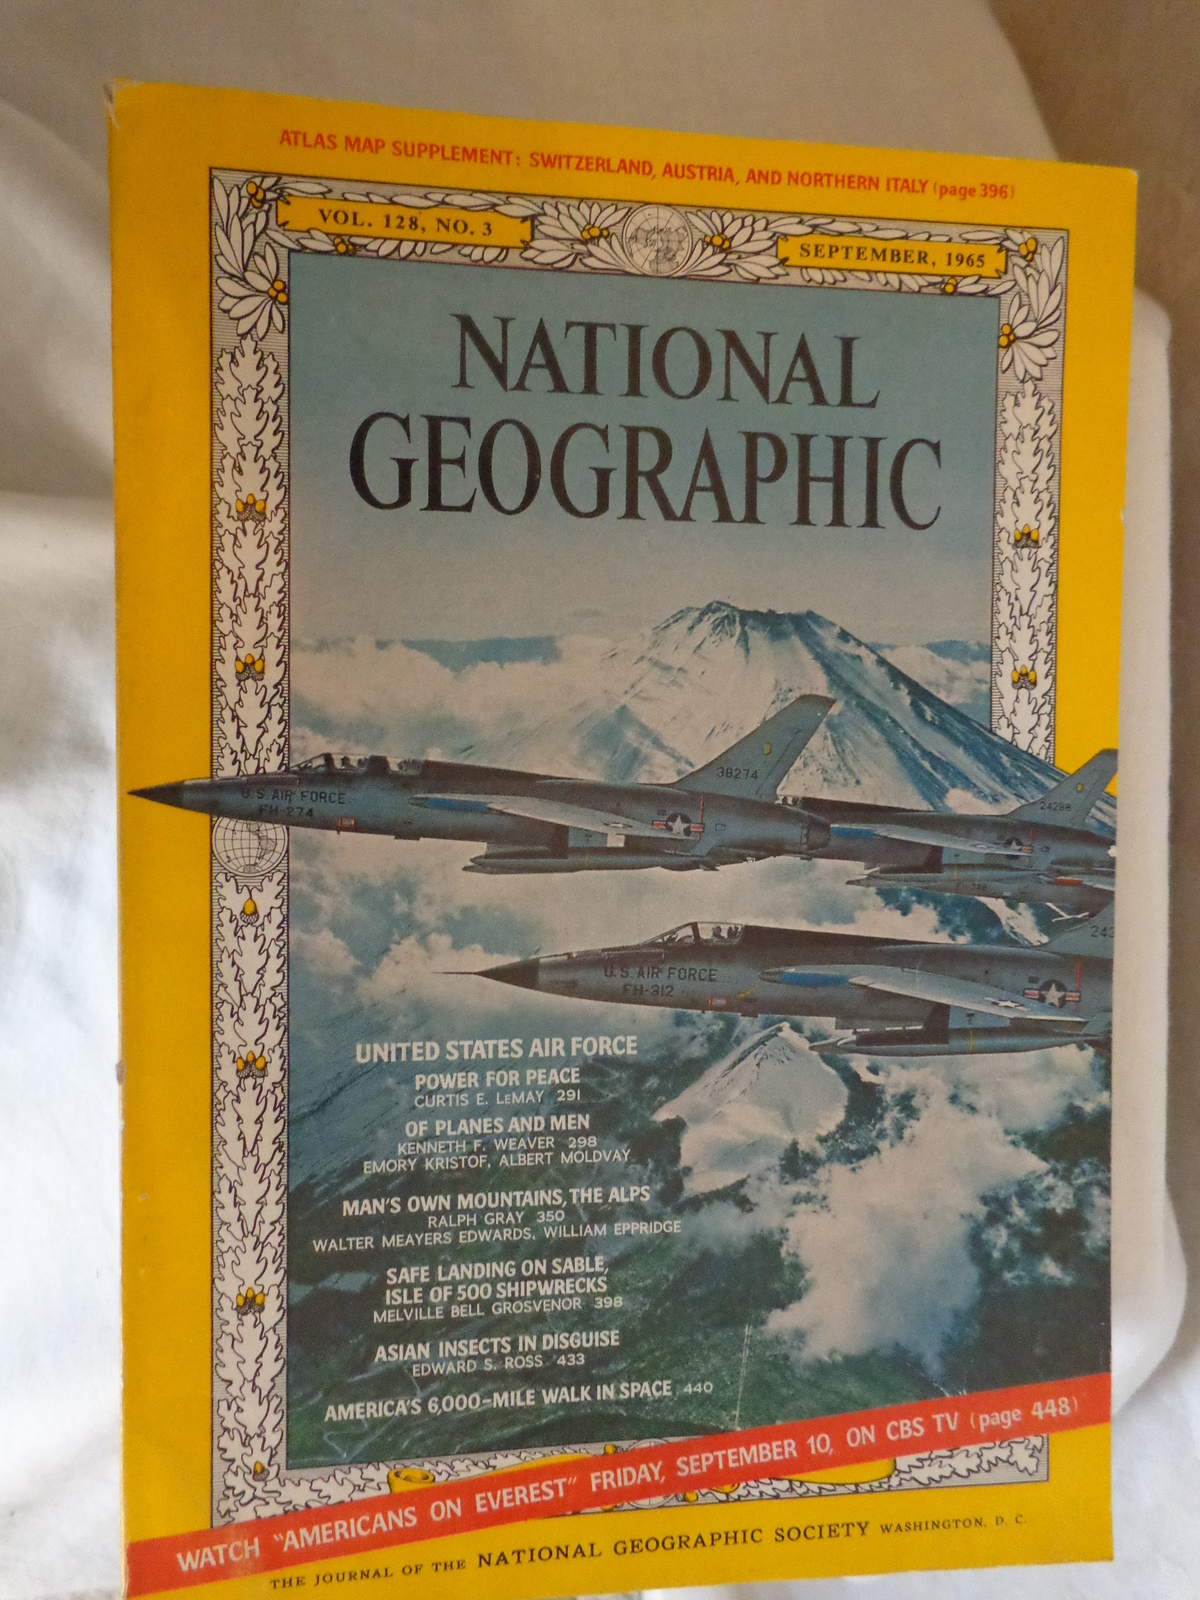 ATLAS MAP SUPPLEMENT: SWITZERLAND, AUSTRIA, AND NORTHERN ITALY (page 396)
VOL. 128, NO. 3
SEPTEMBER, 1965
NATIONAL
GEOGRAPHIC
38274
24288
U.S. AIR FORCE
FH-274
243
U.S. AIR FORCE
FH-312
UNITED STATES AIR FORCE
POWER FOR PEACE
CURTIS E. LEMAY 291
OF PLANES AND MEN
KENNETH F. WEAVER 298
EMORY KRISTOF, ALBERT MOLDVAY
MAN'S OWN MOUNTAINS, THE ALPS
RALPH GRAY 350
WALTER MEAYERS EDWARDS, WILLIAM EPPRIDGE
SAFE LANDING ON SABLE,
ISLE OF 500 SHIPWRECKS
MELVILLE BELL GROSVENOR 398
ASIAN INSECTS IN DISGUISE
EDWARD S. ROSS 433
AMERICA'S 6,000-MILE WALK IN SPACE 440
WATCH "AMERICANS ON EVEREST" FRIDAY, SEPTEMBER 10, ON CBS TV (page 448)
THE JOURNAL OF THE NATIONAL GEOGRAPHIC SOCIETY WASHINGTON, D. C.